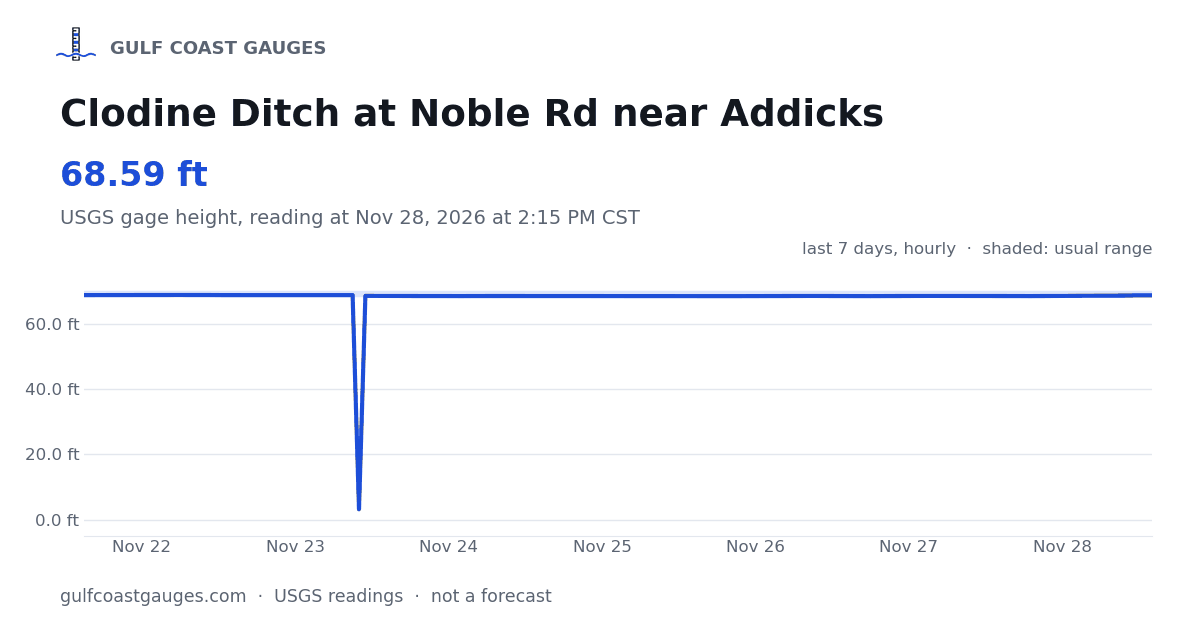 GULF COAST GAUGES
Clodine Ditch at Noble Rd near Addicks
68.59 ft
USGS gage height, reading at Nov 28, 2026 at 2:15 PM CST
last 7 days, hourly · shaded: usual range
60.0 ft
40.0 ft
20.0 ft
0.0 ft
Nov 22 Nov 23 Nov 24 Nov 25 Nov 26 Nov 27 Nov 28
gulfcoastgauges.com · USGS readings · not a forecast